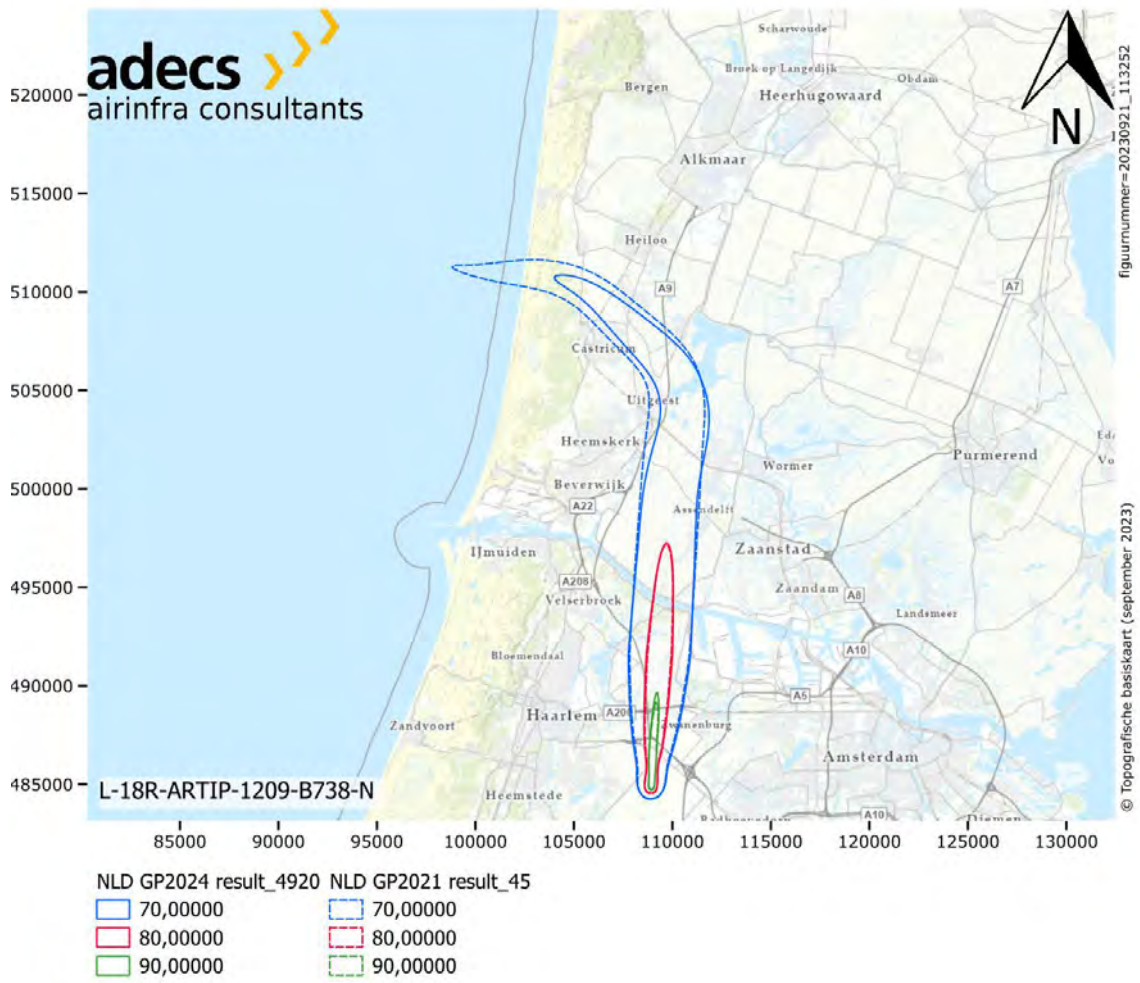 adecs
airinfra consultants
Scharwoude
Broek op Langedijk
Obdam
Bergen
Heerhugowaard
Alkmaar
N
Heiloo
A9
A7
Castricum
Uitgeest
Heemskerk
Purmerend
Wormer
Beverwijk
A22
Assendelft
IJmuiden
Zaanstad
A208
Velserbroek
Zaandam
A8
Landsmeer
Bloemendaal
A10
A5
Haarlem
Zandvoort
Zwanenburg
Amsterdam
L-18R-ARTIP-1209-B738-N
Heemstede
A10
Diemen
520000
515000
510000
505000
500000
495000
490000
485000
85000 90000 95000 100000 105000 110000 115000 120000 125000 130000
figuurnummer=20230921_113252
© Topografische basiskaart (september 2023)
NLD GP2024 result_4920 NLD GP2021 result_45
70,00000 70,00000
80,00000 80,00000
90,00000 90,00000